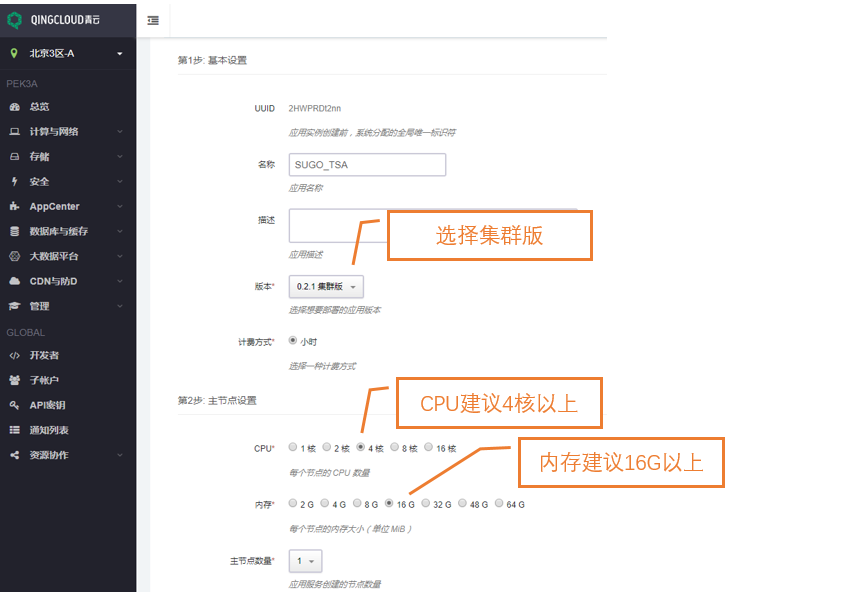 QINGCLOUD青云
北京3区-A
PEK3A
总览
计算与网络
存储
安全
AppCenter
数据库与缓存
大数据平台
CDN与防D
管理
GLOBAL
开发者
子帐户
API密钥
通知列表
资源协作
第1步: 基本设置
UUID 2HWPRDt2nn
应用实例创建前，系统分配的全局唯一标识符
名称 SUGO_TSA
应用名称
描述
选择集群版
应用描述
版本* 0.2.1 集群版
选择想要部署的应用版本
计费方式* 小时
选择一种计费方式
第2步: 主节点设置
CPU建议4核以上
CPU* 1 核 2 核 4 核 8 核 16 核
内存建议16G以上
每个节点的 CPU 数量
内存* 2 G 4 G 8 G 16 G 32 G 48 G 64 G
每个节点的内存大小（单位 MiB）
主节点数量* 1
应用服务创建的节点数量